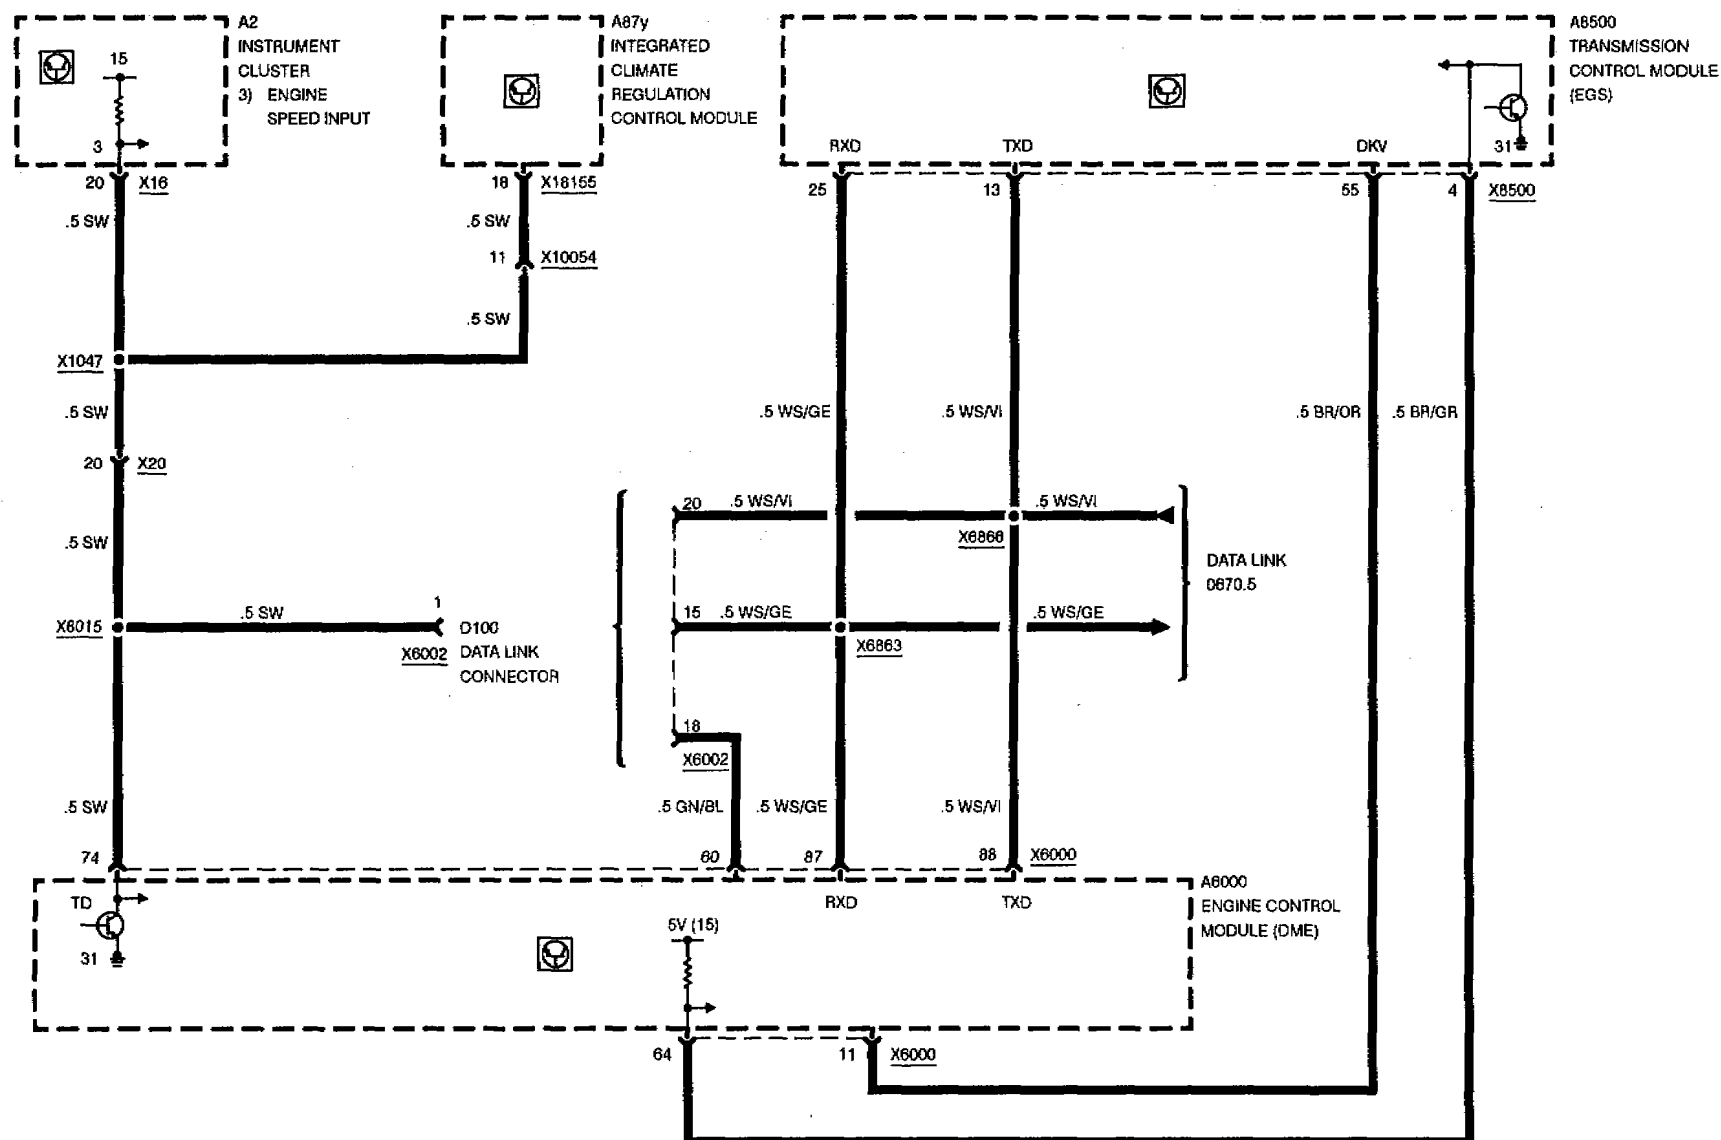 A2
INSTRUMENT
CLUSTER
3) ENGINE
SPEED INPUT
15
3
A87y
INTEGRATED
CLIMATE
REGULATION
CONTROL MODULE
A8500
TRANSMISSION
CONTROL MODULE
(EGS)
RXD
TXD
DKV
31
20 X16
18 X18155
25
13
55
4 X8500
.5 SW
.5 SW
11 X10054
.5 SW
X1047
.5 SW
.5 WS/GE
.5 WS/VI
.5 BR/OR
.5 BR/GR
20 X20
20 .5 WS/VI
.5 WS/VI
X6866
.5 SW
DATA LINK
0670.5
X6015
.5 SW
1
D100
X6002 DATA LINK
CONNECTOR
15 .5 WS/GE
.5 WS/GE
X6863
18
X6002
.5 SW
.5 GN/BL
.5 WS/GE
.5 WS/VI
74
60
87
88 X6000
A6000
ENGINE CONTROL
MODULE (DME)
TD
RXD
TXD
31
5V (15)
64
11 X6000